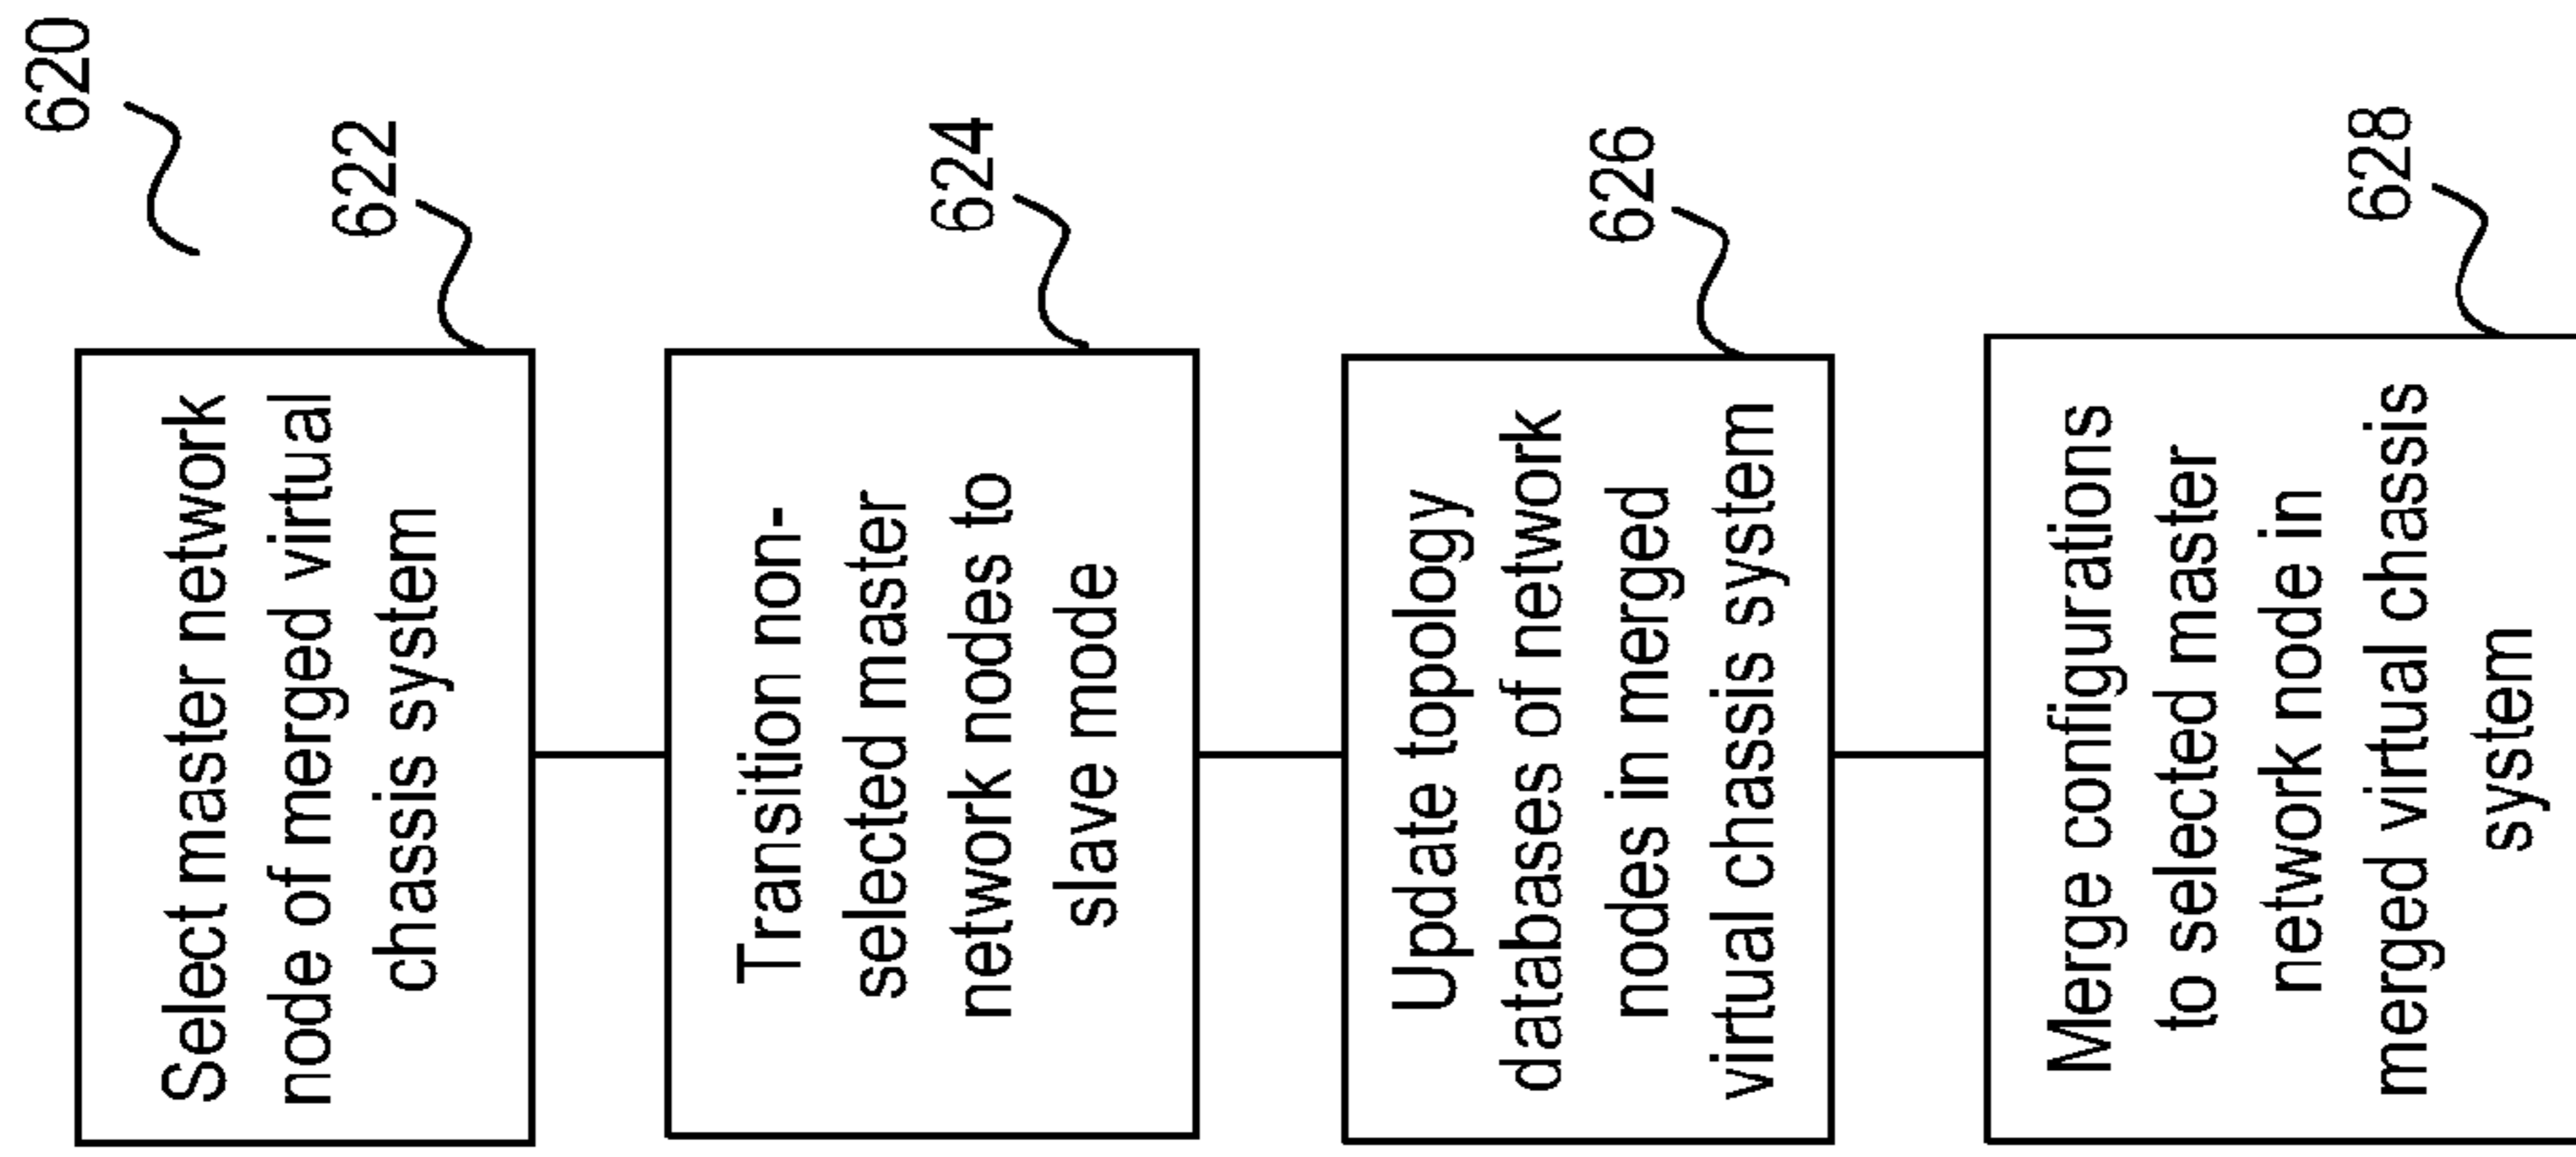 620
622
Select master network
node of merged virtual
chassis system
624
Transition non-
selected master
network nodes to
slave mode
626
Update topology
databases of network
nodes in merged
virtual chassis system
628
Merge configurations
to selected master
network node in
merged virtual chassis
system